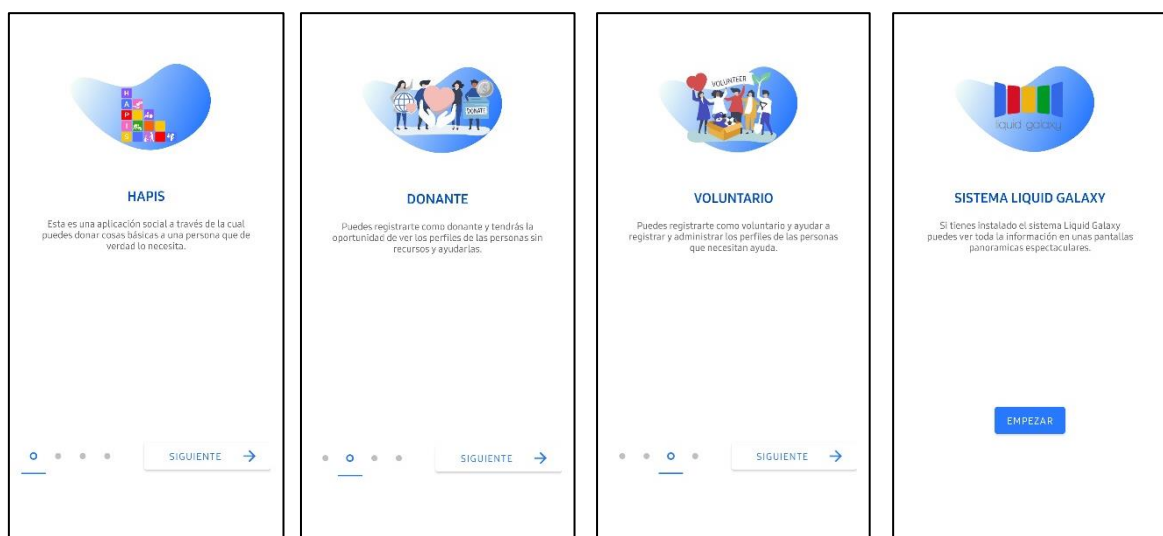 H
A
P
I
S
HAPIS
Esta es una aplicación social a través de la cual
puedes donar cosas básicas a una persona que de
verdad lo necesita.
SIGUIENTE
DONATE
DONANTE
Puedes registrarte como donante y tendrás la
oportunidad de ver los perfiles de las personas sin
recursos y ayudarlas.
SIGUIENTE
VOLUNTEER
VOLUNTARIO
Puedes registrarte como voluntario y ayudar a
registrar y administrar los perfiles de las personas
que necesitan ayuda.
SIGUIENTE
liquid galaxy
SISTEMA LIQUID GALAXY
Si tienes instalado el sistema Liquid Galaxy
puedes ver toda la información en unas pantallas
panoramicas espectaculares.
EMPEZAR